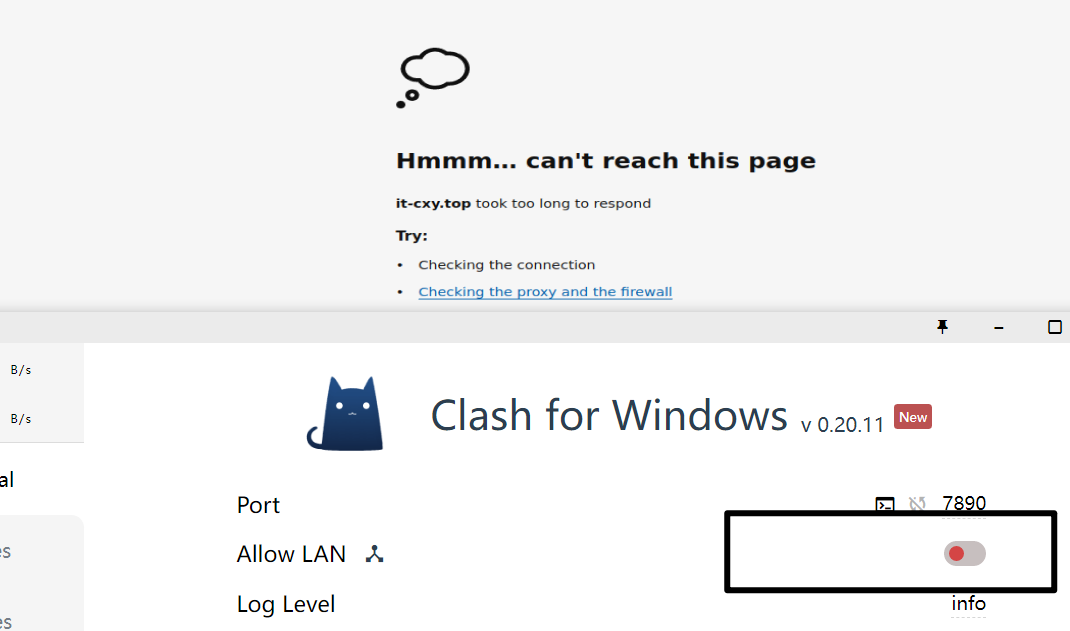 Hmmm... can't reach this page
it-cxy.top took too long to respond
Try:
• Checking the connection
• Checking the proxy and the firewall
B/s
B/s
Clash for Windows v 0.20.11 New
al
Port 7890
es
Allow LAN
Log Level info
es